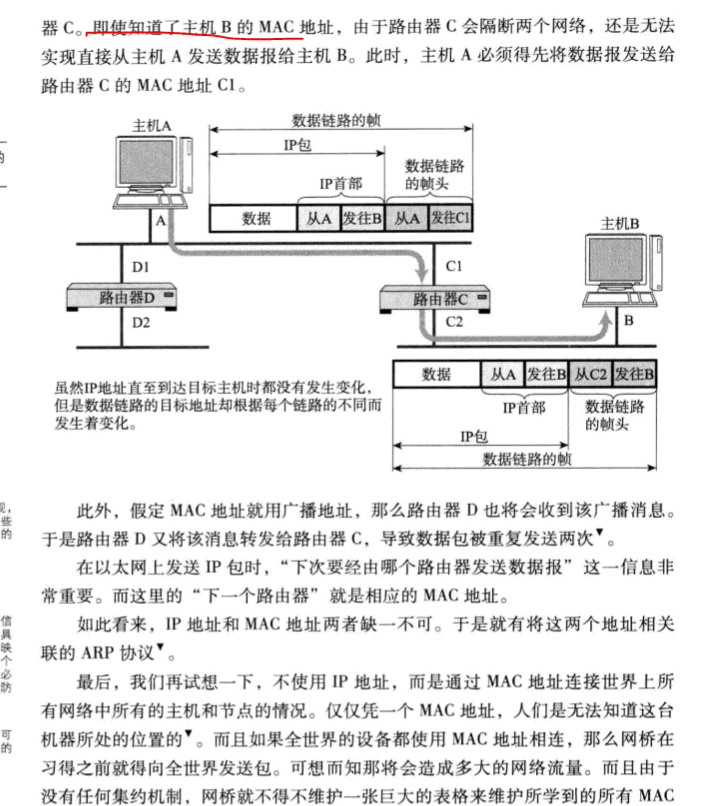 器 C。即使知道了主机 B 的 MAC 地址，由于路由器 C 会隔断两个网络，还是无法
实现直接从主机 A 发送数据报给主机 B。此时，主机 A 必须得先将数据报发送给
路由器 C 的 MAC 地址 C1。
数据链路的帧
主机A
IP包
数据链路
的帧头
IP首部
数据 从A 发往B 从A 发往C1
A
主机B
D1
C1
路由器D
路由器C
D2
C2
B
数据 从A 发往B 从C2 发往B
虽然IP地址直至到达目标主机时都没有发生变化，
但是数据链路的目标地址却根据每个链路的不同而
发生着变化。
IP首部
数据链路
的帧头
IP包
数据链路的帧
此外，假定 MAC 地址就用广播地址，那么路由器 D 也将会收到该广播消息。
于是路由器 D 又将该消息转发给路由器 C，导致数据包被重复发送两次▼。
在以太网上发送 IP 包时，“下次要经由哪个路由器发送数据报”这一信息非
常重要。而这里的“下一个路由器”就是相应的 MAC 地址。
如此看来，IP 地址和 MAC 地址两者缺一不可。于是就有将这两个地址相关
联的 ARP 协议▼。
最后，我们再试想一下，不使用 IP 地址，而是通过 MAC 地址连接世界上所
有网络中所有的主机和节点的情况。仅仅凭一个 MAC 地址，人们是无法知道这台
机器所处的位置的▼。而且如果全世界的设备都使用 MAC 地址相连，那么网桥在
习得之前就得向全世界发送包。可想而知那将会造成多大的网络流量。而且由于
没有任何集约机制，网桥就不得不维护一张巨大的表格来维护所学到的所有 MAC
些
的
信
具
映
个
必
防
可
的